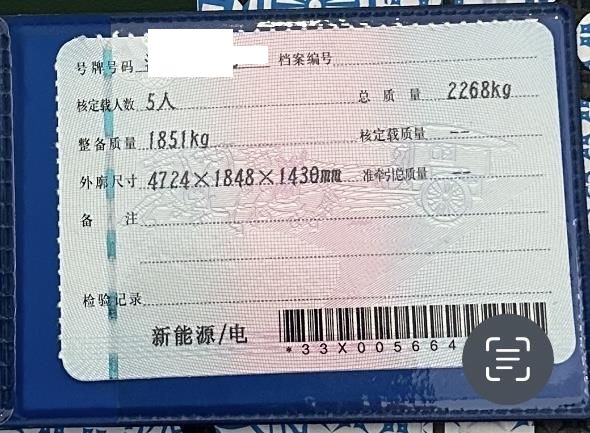 号牌号码 档案编号
核定载人数 5人 总质量 2268kg
整备质量 1851kg 核定载质量 --
外廓尺寸 4724×1848×1430mm 准牵引总质量 --
备注
检验记录
新能源/电
*33X005664